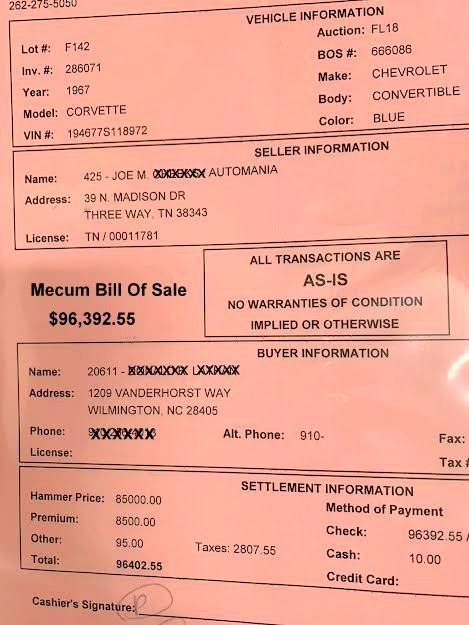 262-275-5050
VEHICLE INFORMATION
Lot #: F142
Auction: FL18
Inv. #: 286071
BOS #: 666086
Year: 1967
Make: CHEVROLET
Model: CORVETTE
Body: CONVERTIBLE
VIN #: 194677S118972
Color: BLUE
SELLER INFORMATION
Name: 425 - JOE M. AUTOMANIA
Address: 39 N. MADISON DR
THREE WAY, TN 38343
License: TN / 00011781
Mecum Bill Of Sale
$96,392.55
ALL TRANSACTIONS ARE
AS-IS
NO WARRANTIES OF CONDITION
IMPLIED OR OTHERWISE
BUYER INFORMATION
Name: 20611 -
Address: 1209 VANDERHORST WAY
WILMINGTON, NC 28405
Phone:
Alt. Phone: 910-
Fax:
License:
Tax #
SETTLEMENT INFORMATION
Hammer Price: 85000.00
Method of Payment
Premium: 8500.00
Check: 96392.55 /
Other: 95.00
Taxes: 2807.55
Cash: 10.00
Total: 96402.55
Credit Card:
Cashier's Signature: